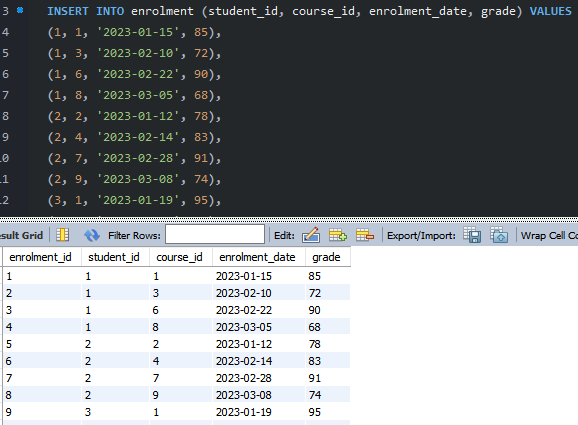 3 INSERT INTO enrolment (student_id, course_id, enrolment_date, grade) VALUES
4 (1, 1, '2023-01-15', 85),
5 (1, 3, '2023-02-10', 72),
6 (1, 6, '2023-02-22', 90),
7 (1, 8, '2023-03-05', 68),
8 (2, 2, '2023-01-12', 78),
9 (2, 4, '2023-02-14', 83),
10 (2, 7, '2023-02-28', 91),
11 (2, 9, '2023-03-08', 74),
12 (3, 1, '2023-01-19', 95),
esult Grid Filter Rows: Edit: Export/Import: Wrap Cell Co
enrolment_id student_id course_id enrolment_date grade
1 1 1 2023-01-15 85
2 1 3 2023-02-10 72
3 1 6 2023-02-22 90
4 1 8 2023-03-05 68
5 2 2 2023-01-12 78
6 2 4 2023-02-14 83
7 2 7 2023-02-28 91
8 2 9 2023-03-08 74
9 3 1 2023-01-19 95